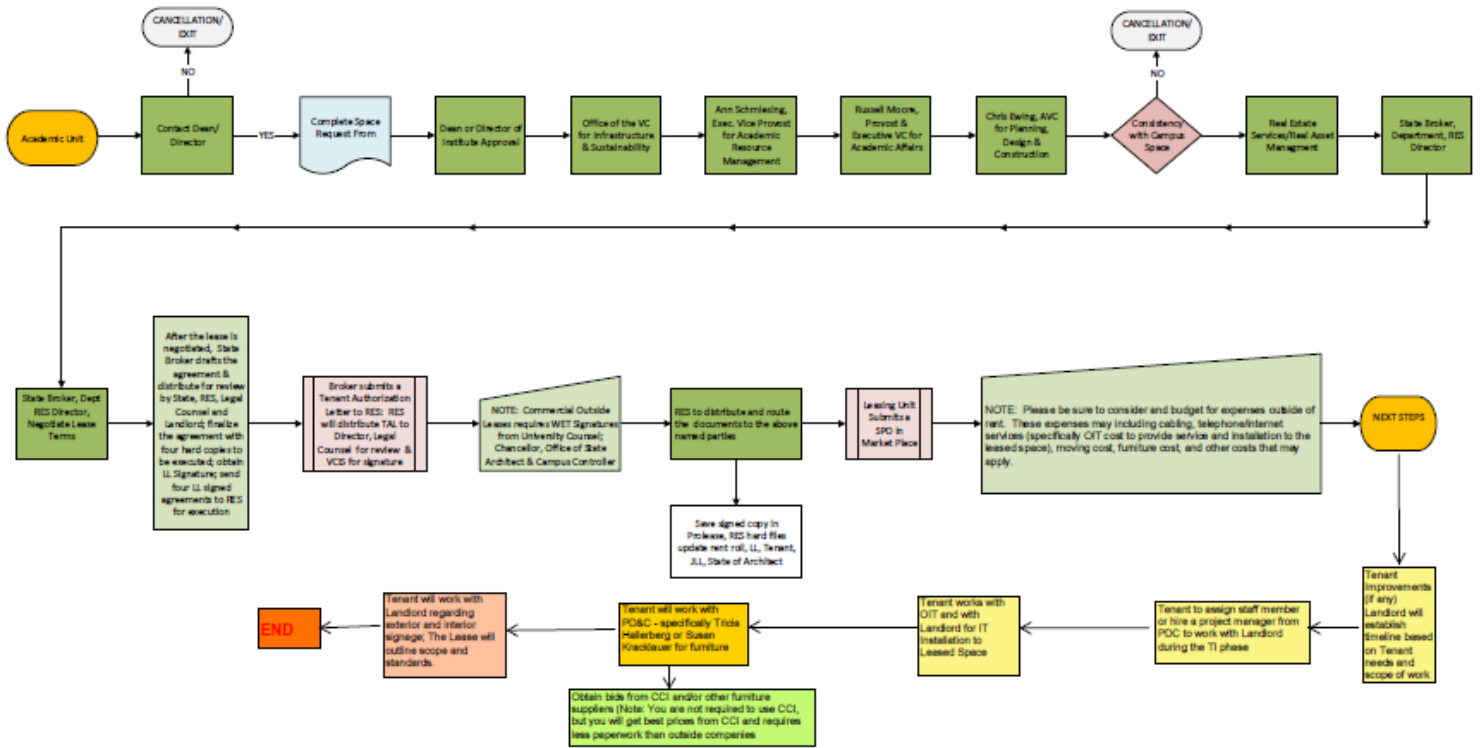 CANCELLATION/
EXIT
CANCELLATION/
EXIT
NO
NO
Academic Unit
Contact Dean/
Director
YES
Complete Space
Request From
Dean or Director of
Institute Approval
Office of the VC
for Infrastructure
& Sustainability
Ann Schmiesing,
Exec. Vice Provost
for Academic
Resource
Management
Russell Moore,
Provost &
Executive VC for
Academic Affairs
Chris Ewing, AVC
for Planning,
Design &
Construction
Consistency
with Campus
Space
Real Estate
Services/Real Asset
Managment
State Broker,
Department, RES
Director
State Broker, Dept
RES Director,
Negotiate Lease
Terms
After the lease is
negotiated, State
Broker drafts the
agreement &
distribute for review
by State, RES, Legal
Counsel and
Landlord; finalize the
agreement with
four hard copies to
be executed; obtain
LL Signature; send
four LL signed
agreements to RES
for execution
Broker submits a
Tenant Authorization
Letter to RES: RES
will distribute TAL to
Director, Legal
Counsel for review &
VCIS for signature
NOTE: Commercial Outside
Leases requires WET Signatures
from University Counsel;
Chancellor, Office of State
Architect & Campus Controller
RES to distribute and route
the documents to the above
named parties
Leasing Unit
Submits a
SPO in
Market Place
NOTE: Please be sure to consider and budget for expenses outside of
rent. These expenses may including cabling, telephone/internet
services (specifically OIT cost to provide service and installation to the
leased space), moving cost, furniture cost, and other costs that may
apply.
NEXT STEPS
Save signed copy in
Prolease, RES hard files
update rent roll, LL, Tenant,
JLL, State of Architect
Tenant
Improvements
(if any)
Landlord will
establish
timeline based
on Tenant
needs and
scope of work
Tenant to assign staff member
or hire a project manager from
PDC to work with Landlord
during the TI phase
Tenant works with
OIT and with
Landlord for IT
Installation to
Leased Space
Tenant will work with
PD&C - specifically Tricia
Hallerberg or Susan
Kracklauer for furniture
Tenant will work with
Landlord regarding
exterior and interior
signage; The Lease will
outline scope and
standards.
END
Obtain bids from CCI and/or other furniture
suppliers (Note: You are not required to use CCI,
but you will get best prices from CCI and requires
less paperwork than outside companies